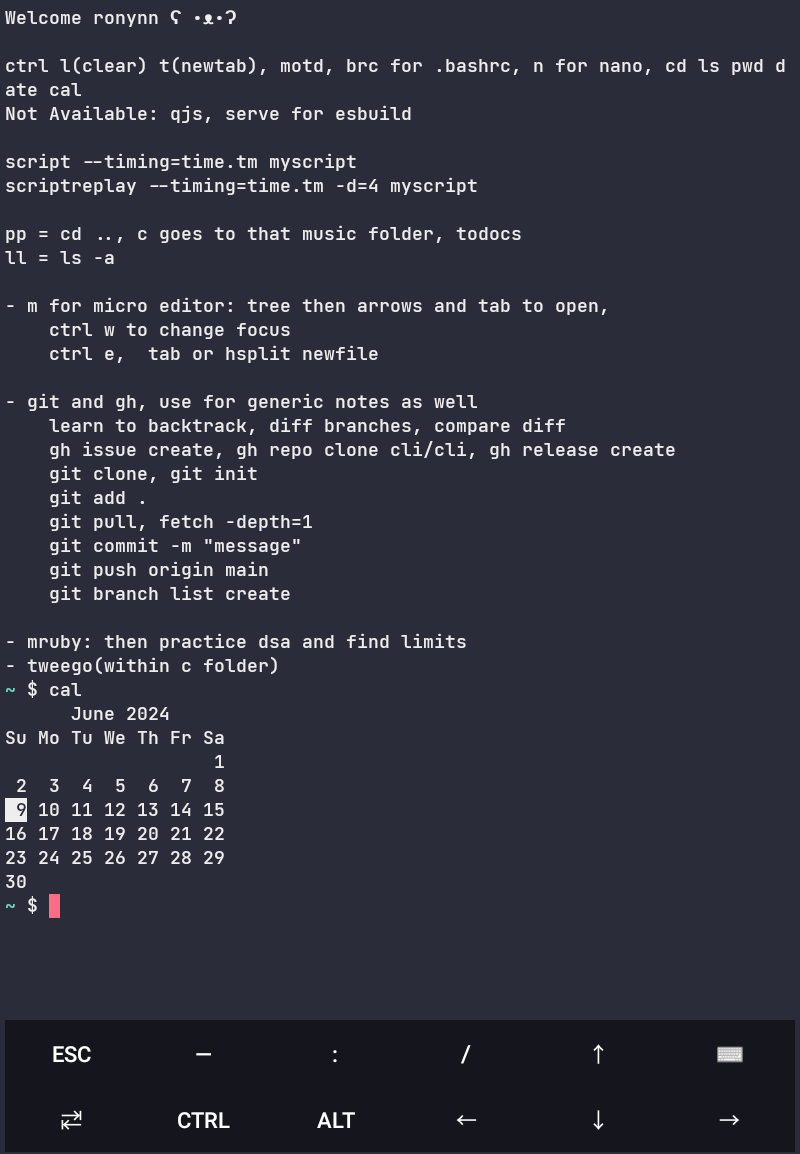 Welcome ronynn ʕ •ᴥ•ʔ
ctrl l(clear) t(newtab), motd, brc for .bashrc, n for nano, cd ls pwd d
ate cal
Not Available: qjs, serve for esbuild
script --timing=time.tm myscript
scriptreplay --timing=time.tm -d=4 myscript
pp = cd .., c goes to that music folder, todocs
ll = ls -a
- m for micro editor: tree then arrows and tab to open,
    ctrl w to change focus
    ctrl e,  tab or hsplit newfile
- git and gh, use for generic notes as well
    learn to backtrack, diff branches, compare diff
    gh issue create, gh repo clone cli/cli, gh release create
    git clone, git init
    git add .
    git pull, fetch -depth=1
    git commit -m "message"
    git push origin main
    git branch list create
- mruby: then practice dsa and find limits
- tweego(within c folder)
~ $ cal
      June 2024
Su Mo Tu We Th Fr Sa
                   1
 2  3  4  5  6  7  8
 9 10 11 12 13 14 15
16 17 18 19 20 21 22
23 24 25 26 27 28 29
30
~ $
ESC – : / ↑ ⌨
⇄ CTRL ALT ← ↓ →